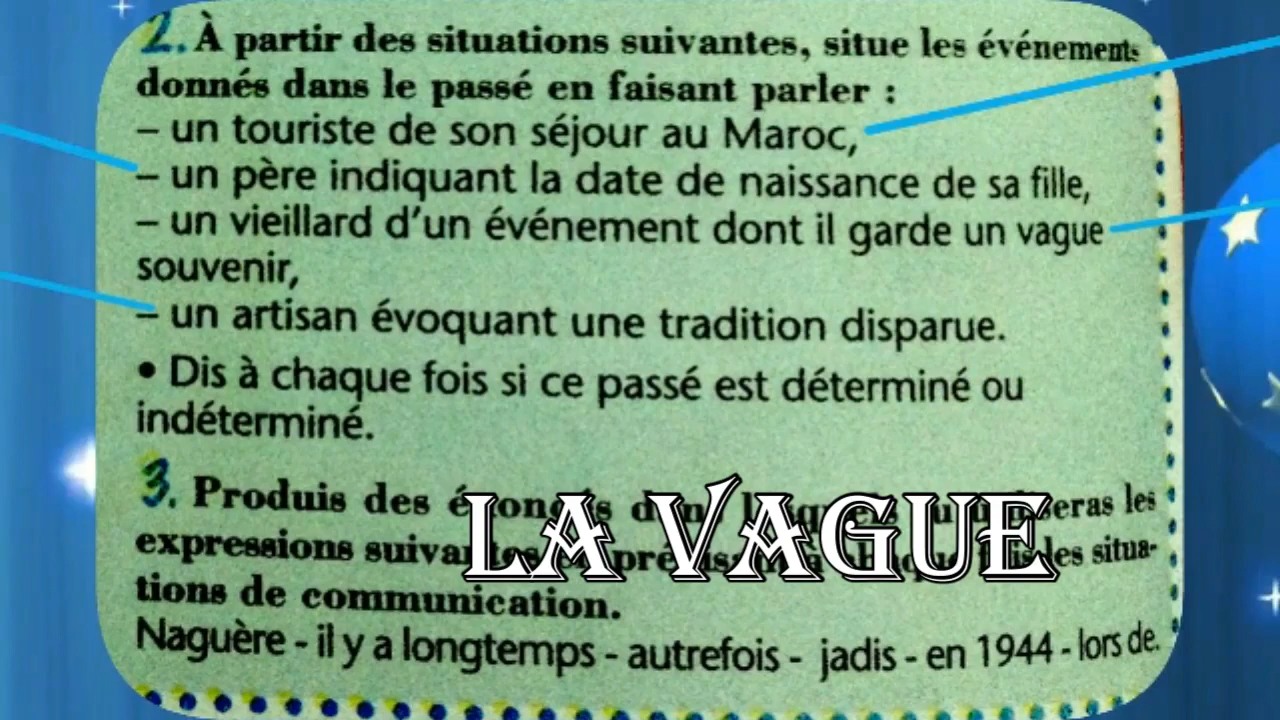 2. À partir des situations suivantes, situe les événements
donnés dans le passé en faisant parler :
– un touriste de son séjour au Maroc,
– un père indiquant la date de naissance de sa fille,
– un vieillard d'un événement dont il garde un vague
souvenir,
– un artisan évoquant une tradition disparue.
• Dis à chaque fois si ce passé est déterminé ou
indéterminé.
3. Produis des les
expressions les situa-
tions de communication.
LA VAGUE
Naguère - il y a longtemps - autrefois - jadis - en 1944 - lors de.